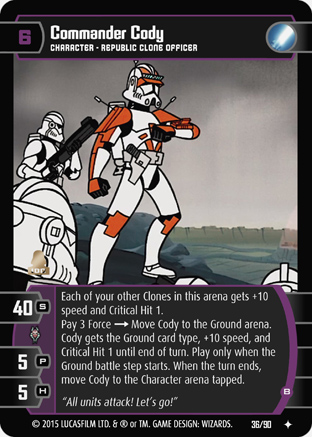 6
Commander Cody
CHARACTER - REPUBLIC CLONE OFFICER
40 S
5 P
5 H
Each of your other Clones in this arena gets +10
speed and Critical Hit 1.
Pay 3 Force → Move Cody to the Ground arena.
Cody gets the Ground card type, +10 speed, and
Critical Hit 1 until end of turn. Play only when the
Ground battle step starts. When the turn ends,
move Cody to the Character arena tapped.
"All units attack! Let's go!"
B
© 2015 LUCASFILM LTD. & ® or TM. GAME DESIGN: WIZARDS. 36/90